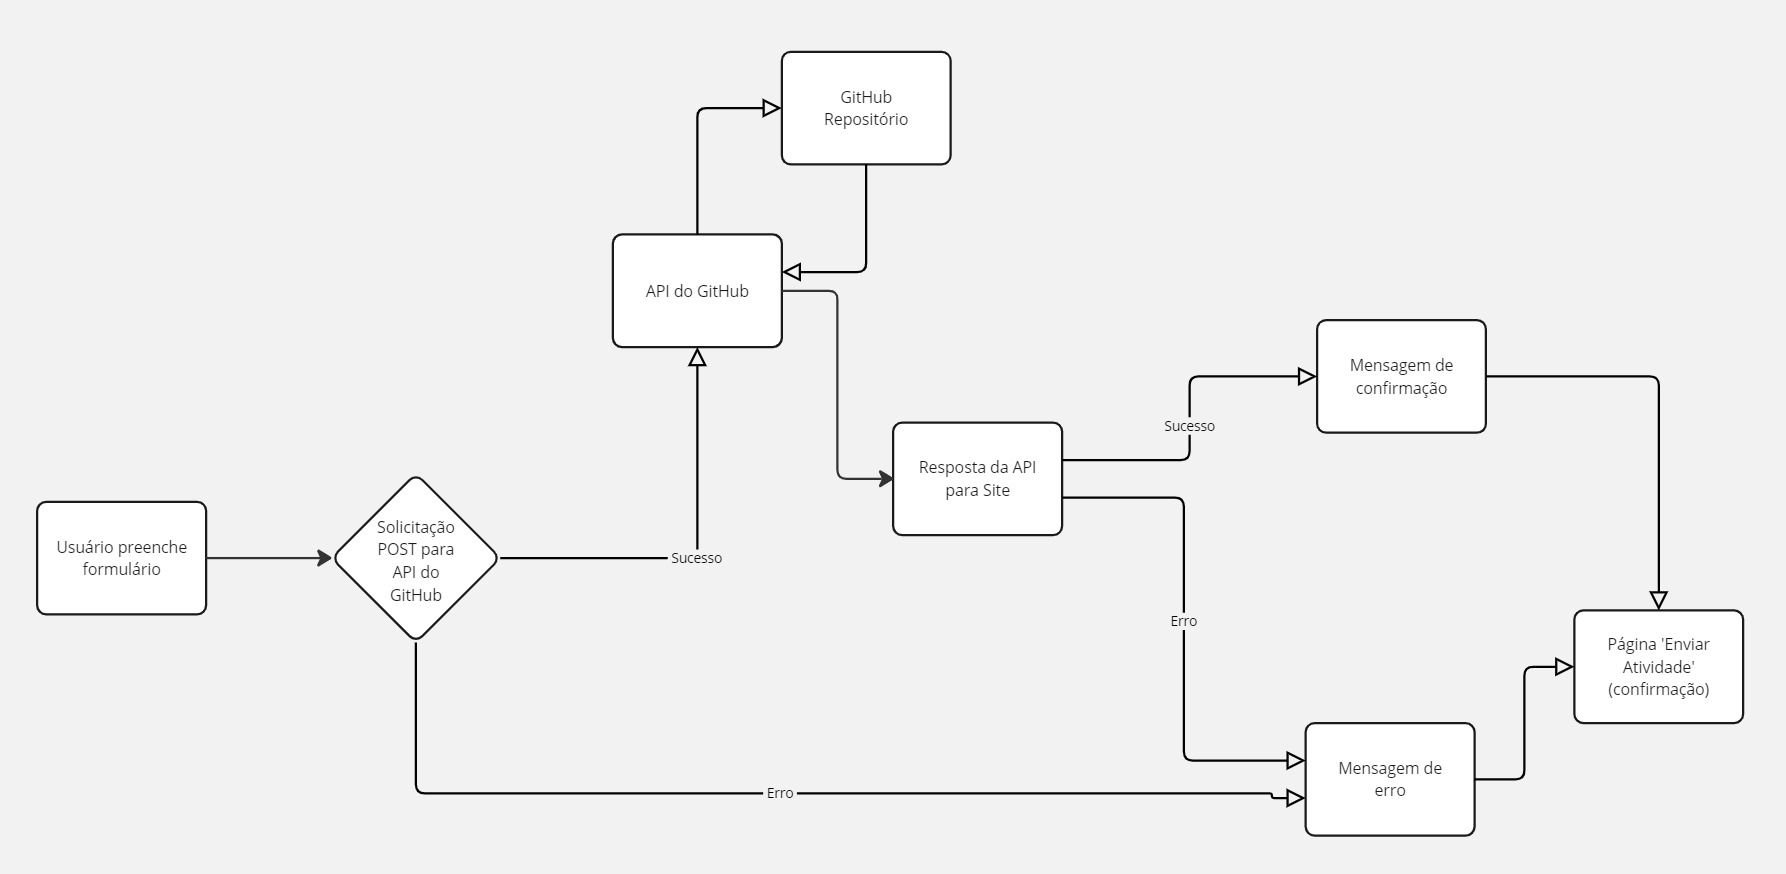 GitHub
Repositório
API do GitHub
Mensagem de
confirmação
Sucesso
Resposta da API
para Site
Usuário preenche
formulário
Solicitação
POST para
API do
GitHub
Sucesso
Erro
Página 'Enviar
Atividade'
(confirmação)
Mensagem de
erro
Erro